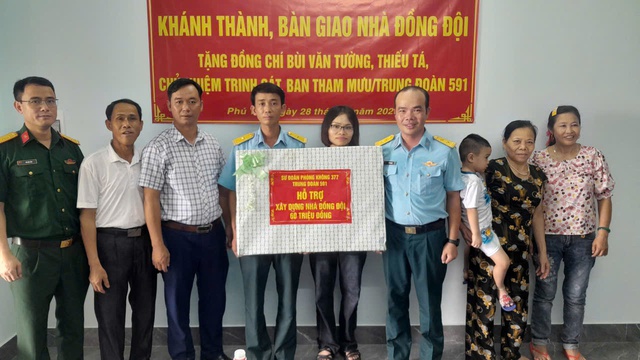 KHÁNH THÀNH, BÀN GIAO NHÀ ĐỒNG ĐỘI
TẶNG ĐỒNG CHÍ BÙI VĂN TƯỜNG, THIẾU TÁ,
CHỦ NHIỆM TRINH SÁT, BAN THAM MƯU/TRUNG ĐOÀN 591
Phú ngày 28
SƯ ĐOÀN PHÒNG KHÔNG 377
TRUNG ĐOÀN 591
HỖ TRỢ
XÂY DỰNG NHÀ ĐỒNG ĐỘI
60 TRIỆU ĐỒNG